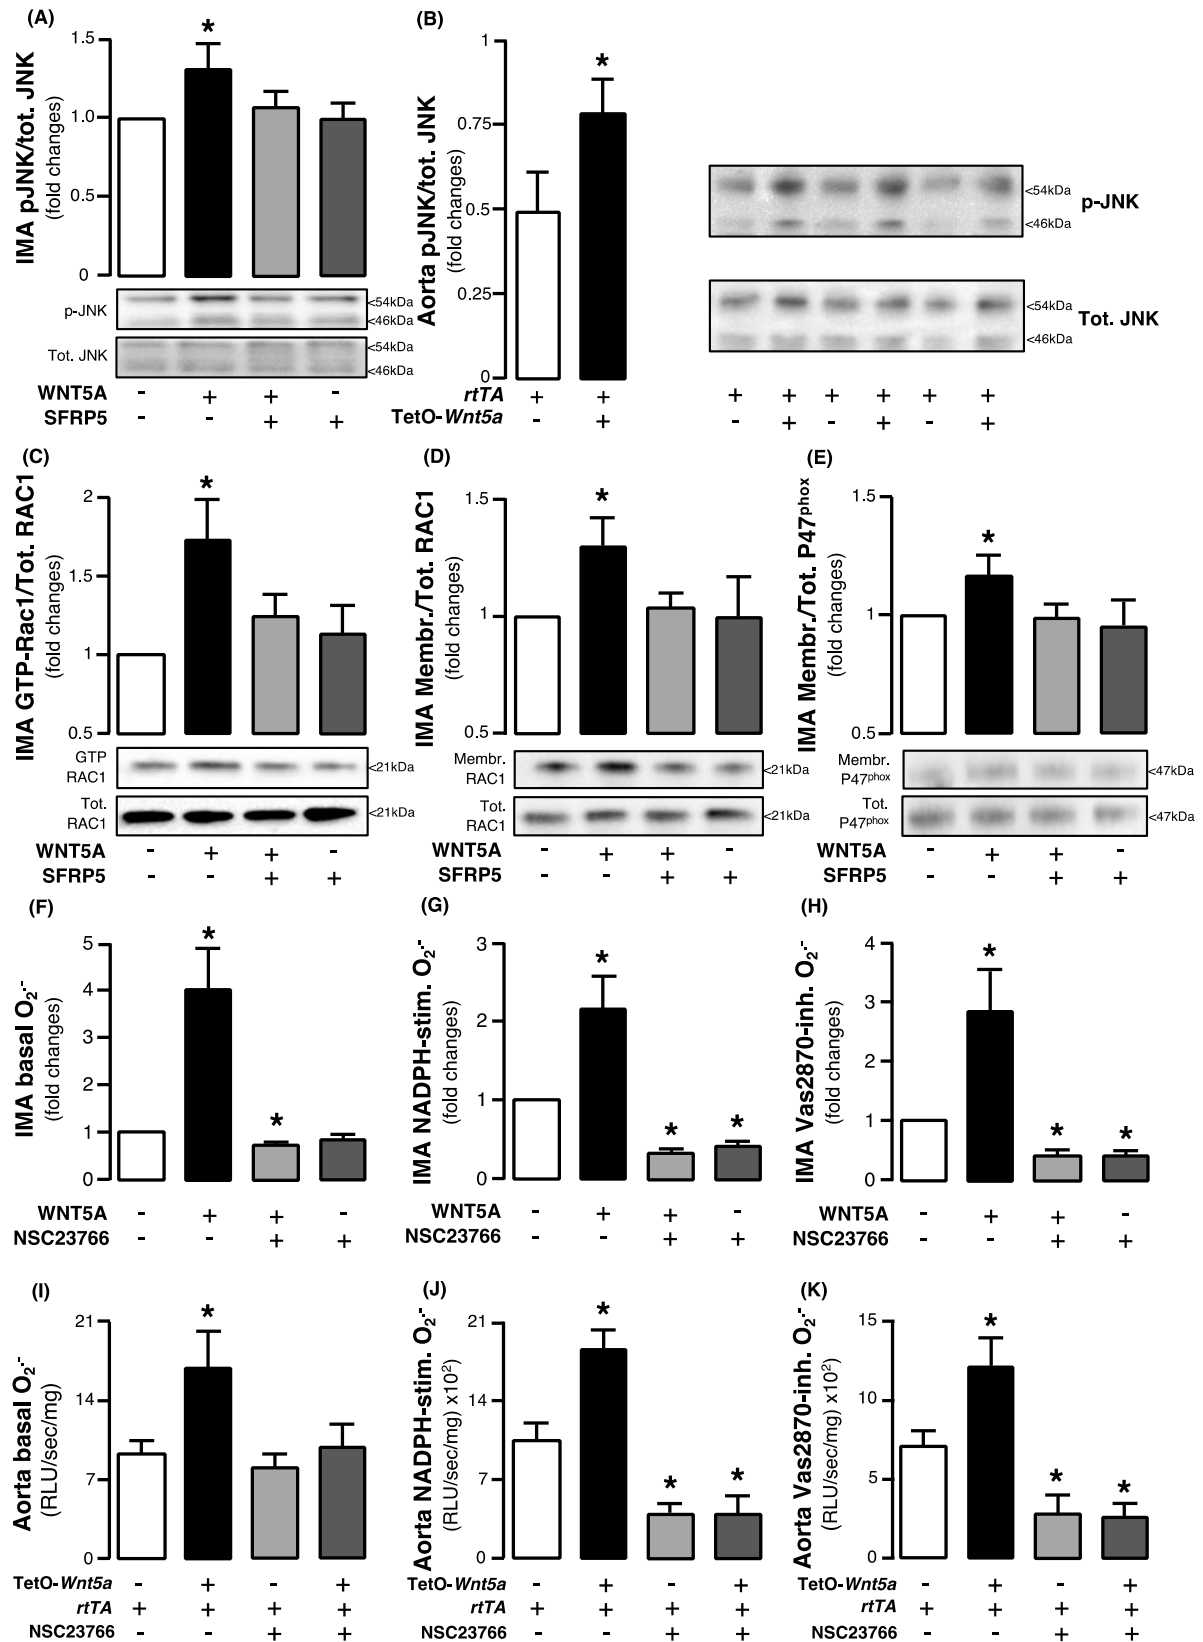 (A)
IMA pJNK/tot. JNK
(fold changes)
1.5
1.0
0.5
0
*
p-JNK
<54kDa
<46kDa
Tot. JNK
<54kDa
<46kDa
WNT5A - + + -
SFRP5 - - + +
(B)
Aorta pJNK/tot. JNK
(fold changes)
1
0.75
0.5
0.25
0
*
rtTA + +
TetO-Wnt5a - +
<54kDa
<46kDa
p-JNK
<54kDa
<46kDa
Tot. JNK
+ + + + + +
- + - + - +
(C)
IMA GTP-Rac1/Tot. RAC1
(fold changes)
2
1.5
1
0.5
*
GTP
RAC1
<21kDa
Tot.
RAC1
<21kDa
WNT5A - + + -
SFRP5 - - + +
(D)
IMA Membr./Tot. RAC1
(fold changes)
1.5
1
0.5
*
Membr.
RAC1
<21kDa
Tot.
RAC1
<21kDa
WNT5A - + + -
SFRP5 - - + +
(E)
IMA Membr./Tot. P47phox
(fold changes)
1.5
1
0.5
*
Membr.
P47phox
<47kDa
Tot.
P47phox
<47kDa
WNT5A - + + -
SFRP5 - - + +
(F)
IMA basal O2.-
(fold changes)
5
4
3
2
1
0
* *
WNT5A - + + -
NSC23766 - - + +
(G)
IMA NADPH-stim. O2.-
(fold changes)
3
2
1
0
* * *
WNT5A - + + -
NSC23766 - - + +
(H)
IMA Vas2870-inh. O2.-
(fold changes)
4
3
2
1
0
* * *
WNT5A - + + -
NSC23766 - - + +
(I)
Aorta basal O2.-
(RLU/sec/mg)
21
14
7
0
*
TetO-Wnt5a - + - +
rtTA + + + +
NSC23766 - - + +
(J)
Aorta NADPH-stim. O2.-
(RLU/sec/mg) x10²
21
14
7
0
* * *
TetO-Wnt5a - + - +
rtTA + + + +
NSC23766 - - + +
(K)
Aorta Vas2870-inh. O2.-
(RLU/sec/mg) x10²
15
10
5
0
* * *
TetO-Wnt5a - + - +
rtTA + + + +
NSC23766 - - + +